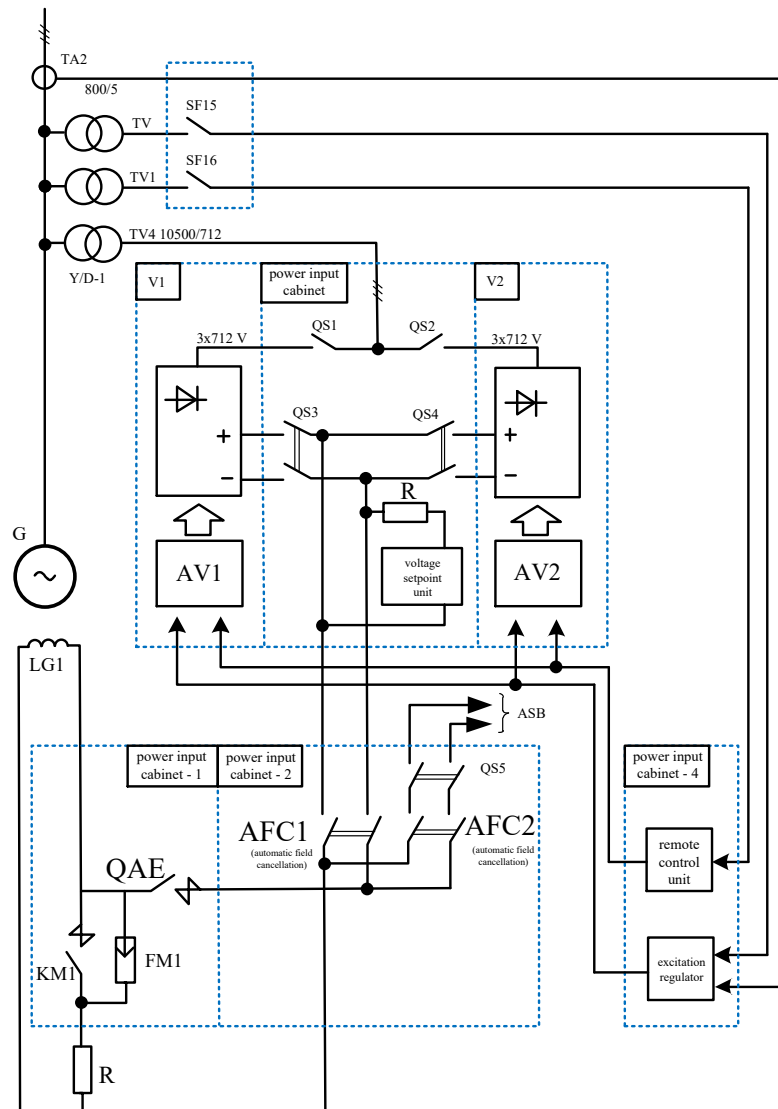 TA2
800/5
SF15
TV
SF16
TV1
TV4 10500/712
Y/D-1
V1
power input
cabinet
V2
QS1
QS2
3x712 V
3x712 V
QS3
QS4
+
−
+
−
R
G
AV1
voltage
setpoint
unit
AV2
LG1
ASB
power input
cabinet - 1
power input
cabinet - 2
QS5
power input
cabinet - 4
AFC1
(automatic field
cancellation)
AFC2
(automatic field
cancellation)
remote
control
unit
QAE
KM1
FM1
excitation
regulator
R